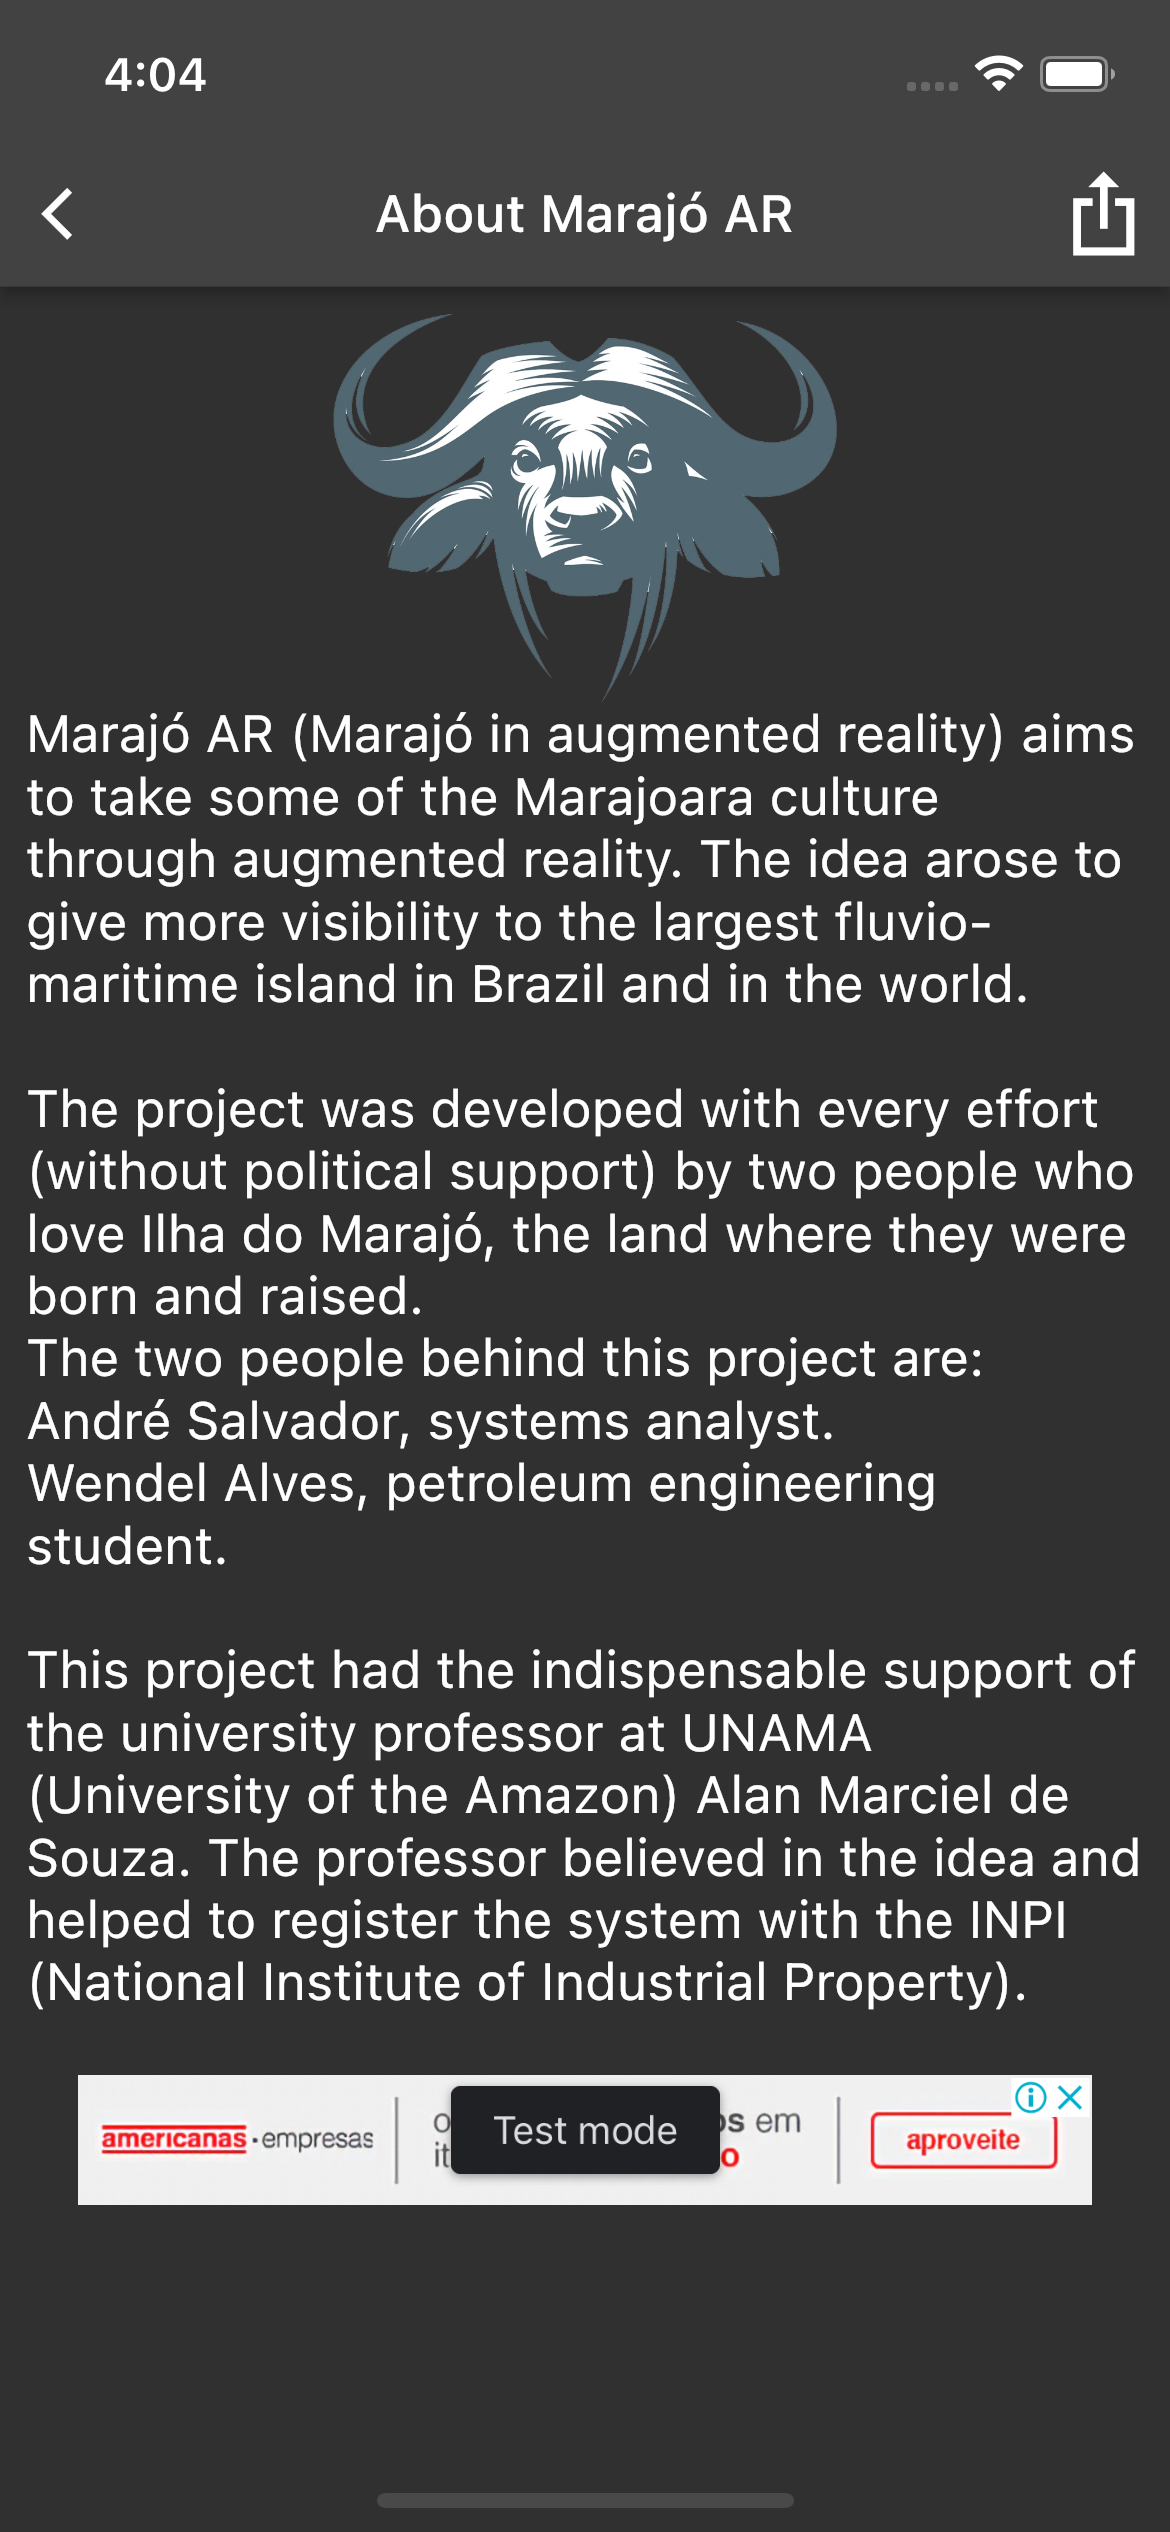 4:04
About Marajó AR
Marajó AR (Marajó in augmented reality) aims
to take some of the Marajoara culture
through augmented reality. The idea arose to
give more visibility to the largest fluvio-
maritime island in Brazil and in the world.
The project was developed with every effort
(without political support) by two people who
love Ilha do Marajó, the land where they were
born and raised.
The two people behind this project are:
André Salvador, systems analyst.
Wendel Alves, petroleum engineering
student.
This project had the indispensable support of
the university professor at UNAMA
(University of the Amazon) Alan Marciel de
Souza. The professor believed in the idea and
helped to register the system with the INPI
(National Institute of Industrial Property).
americanas empresas
Test mode
em
aproveite